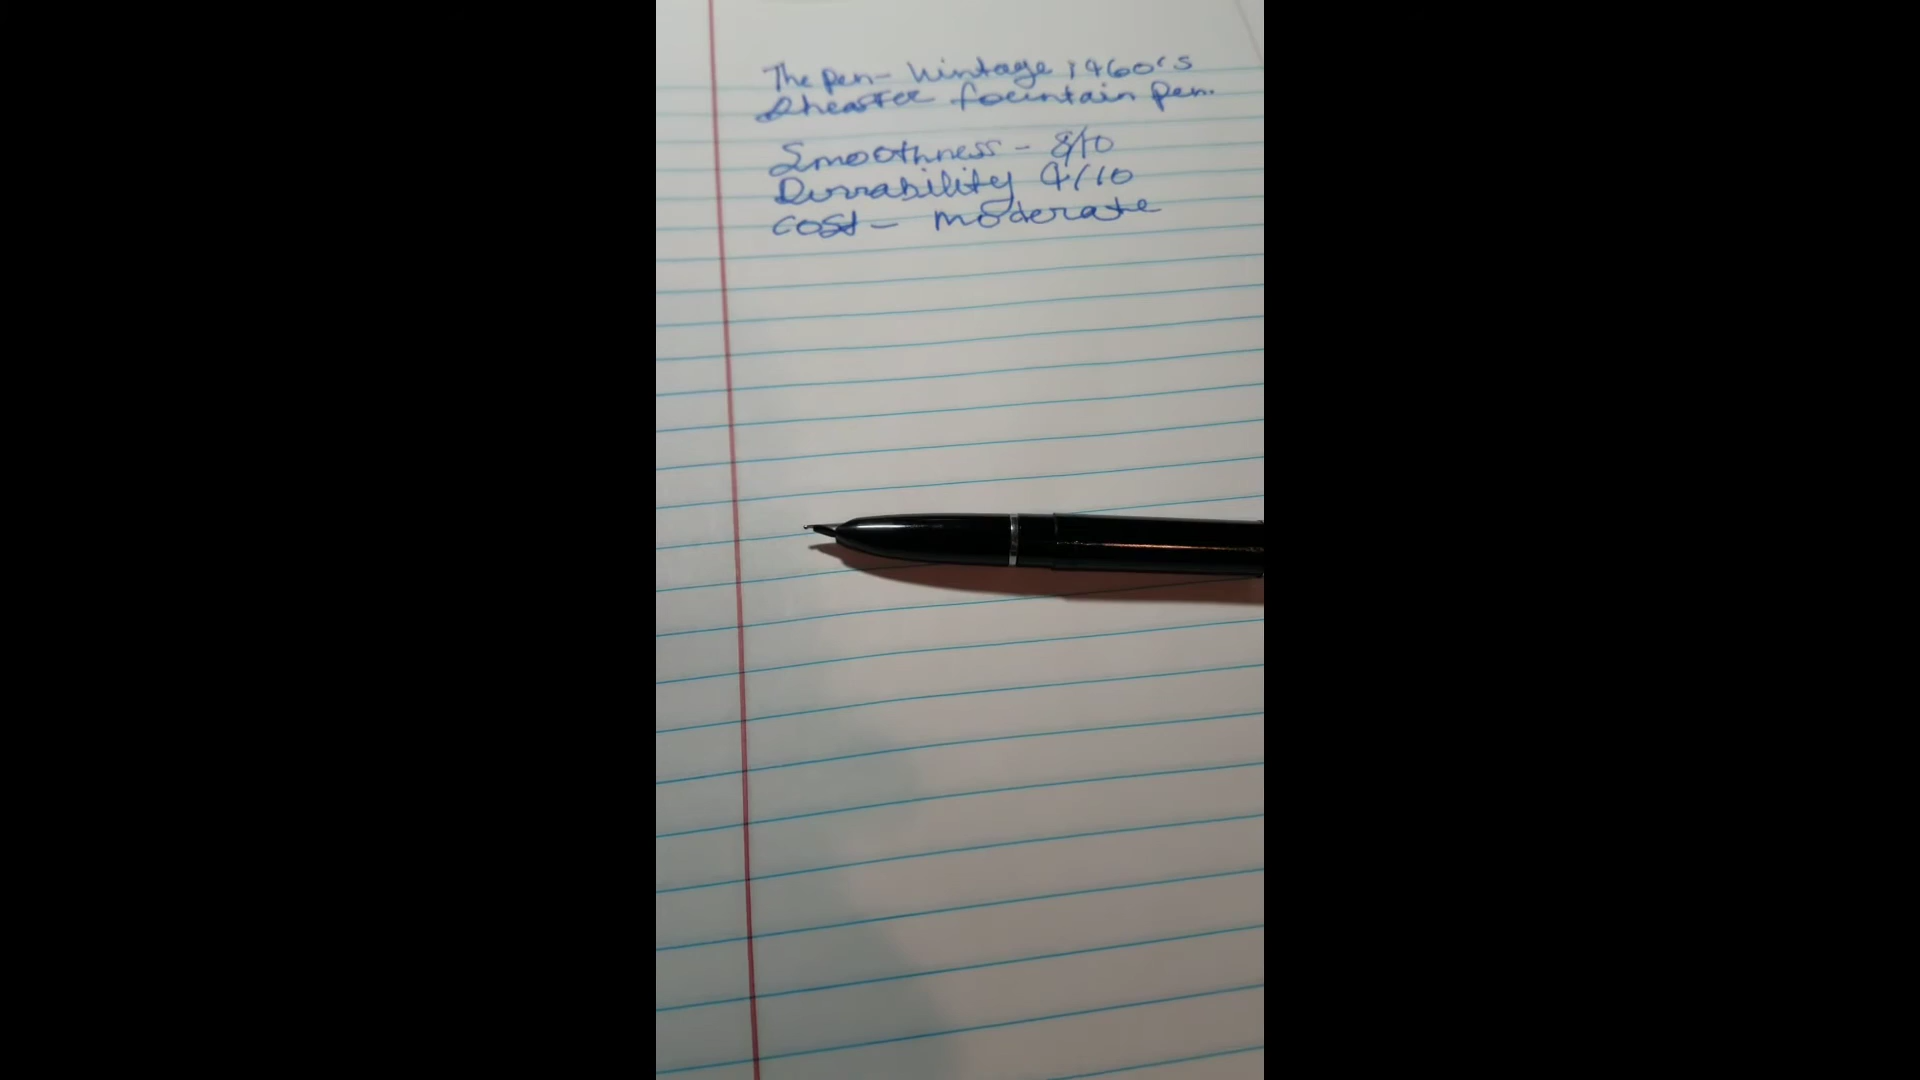 The pen- Vintage 1960's
Sheaffer fountain pen.
Smoothness - 8/10
Durrability 9/10
cost - moderate